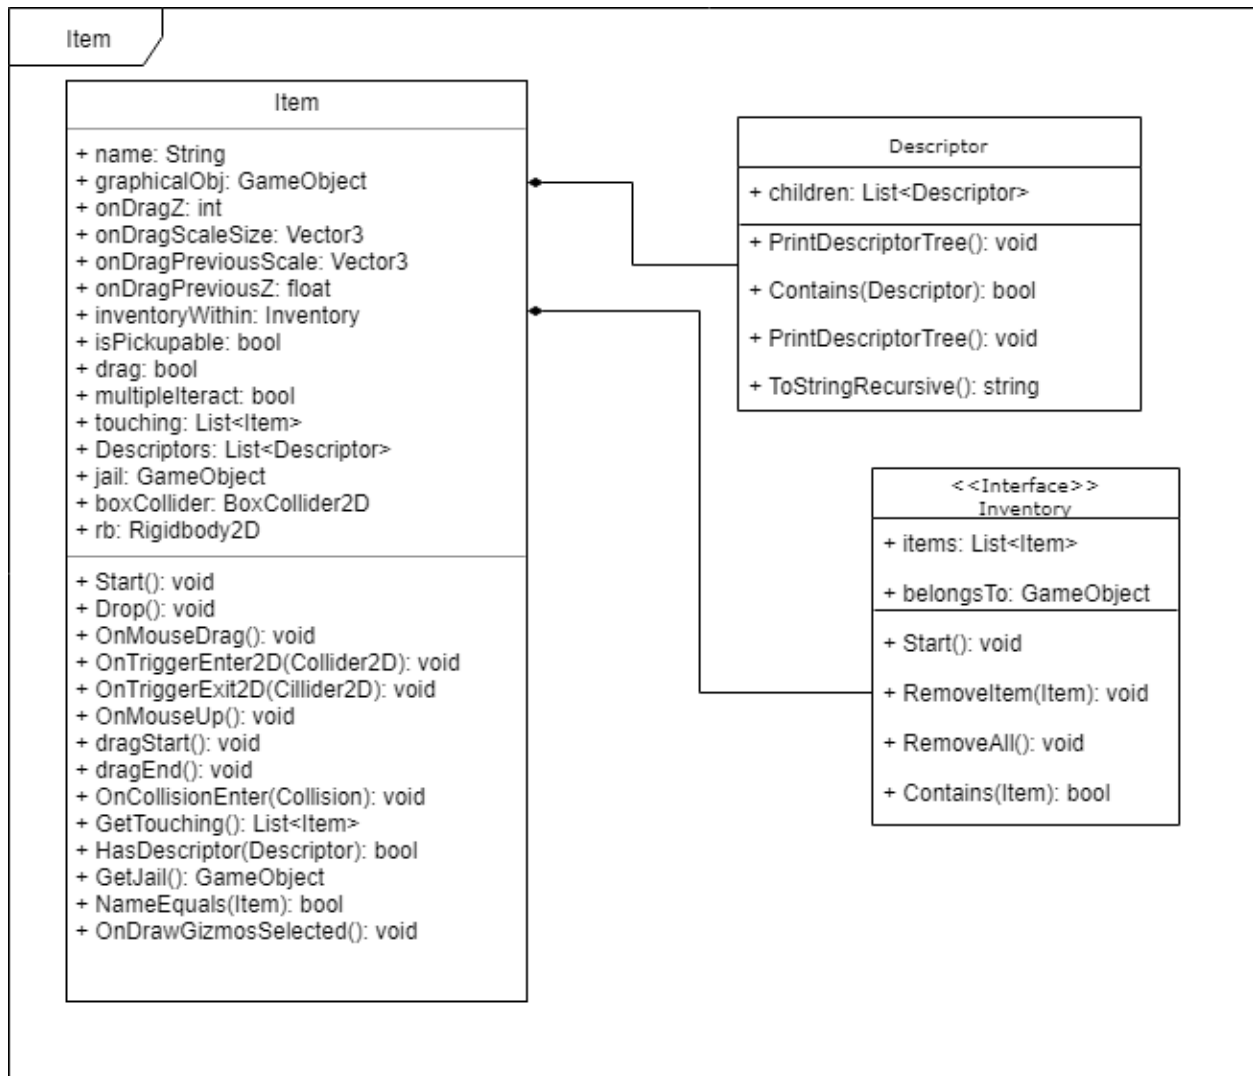 Item
Item
+ name: String
+ graphicalObj: GameObject
+ onDragZ: int
+ onDragScaleSize: Vector3
+ onDragPreviousScale: Vector3
+ onDragPreviousZ: float
+ inventoryWithin: Inventory
+ isPickupable: bool
+ drag: bool
+ multipleIteract: bool
+ touching: List<Item>
+ Descriptors: List<Descriptor>
+ jail: GameObject
+ boxCollider: BoxCollider2D
+ rb: Rigidbody2D
+ Start(): void
+ Drop(): void
+ OnMouseDrag(): void
+ OnTriggerEnter2D(Collider2D): void
+ OnTriggerExit2D(Cillider2D): void
+ OnMouseUp(): void
+ dragStart(): void
+ dragEnd(): void
+ OnCollisionEnter(Collision): void
+ GetTouching(): List<Item>
+ HasDescriptor(Descriptor): bool
+ GetJail(): GameObject
+ NameEquals(Item): bool
+ OnDrawGizmosSelected(): void
Descriptor
+ children: List<Descriptor>
+ PrintDescriptorTree(): void
+ Contains(Descriptor): bool
+ PrintDescriptorTree(): void
+ ToStringRecursive(): string
<<Interface>>
Inventory
+ items: List<Item>
+ belongsTo: GameObject
+ Start(): void
+ RemoveItem(Item): void
+ RemoveAll(): void
+ Contains(Item): bool